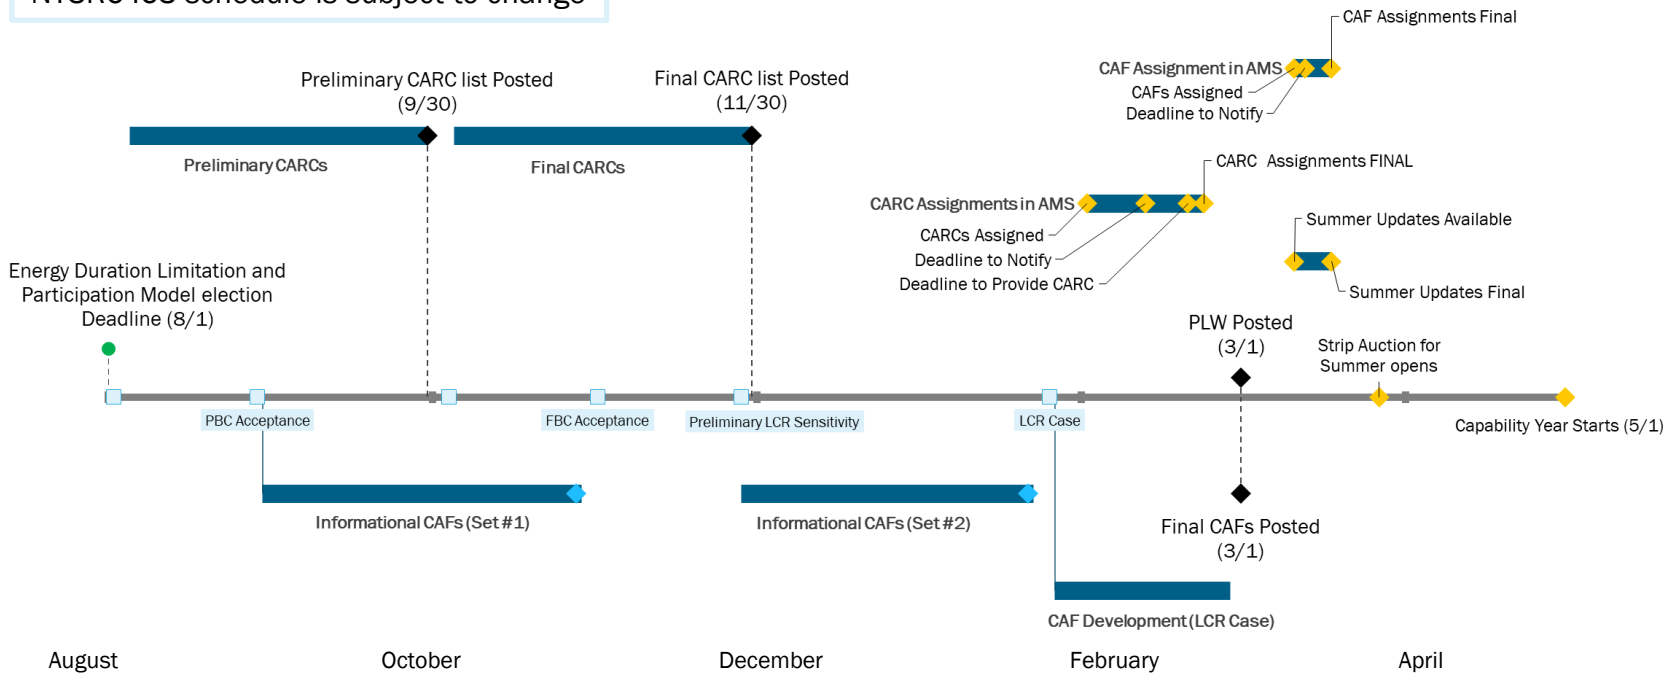 schedule is subject to change
CAF Assignments Final
Preliminary CARC list Posted
(9/30)
Final CARC list Posted
(11/30)
CAF Assignment in AMS
CAFs Assigned
Deadline to Notify
Preliminary CARCs
Final CARCs
CARC Assignments FINAL
CARC Assignments in AMS
CARCs Assigned
Deadline to Notify
Deadline to Provide CARC
Summer Updates Available
Summer Updates Final
Energy Duration Limitation and
Participation Model election
Deadline (8/1)
PLW Posted
(3/1)
Strip Auction for
Summer opens
PBC Acceptance
FBC Acceptance
Preliminary LCR Sensitivity
LCR Case
Capability Year Starts (5/1)
Informational CAFs (Set #1)
Informational CAFs (Set #2)
Final CAFs Posted
(3/1)
CAF Development (LCR Case)
August
October
December
February
April